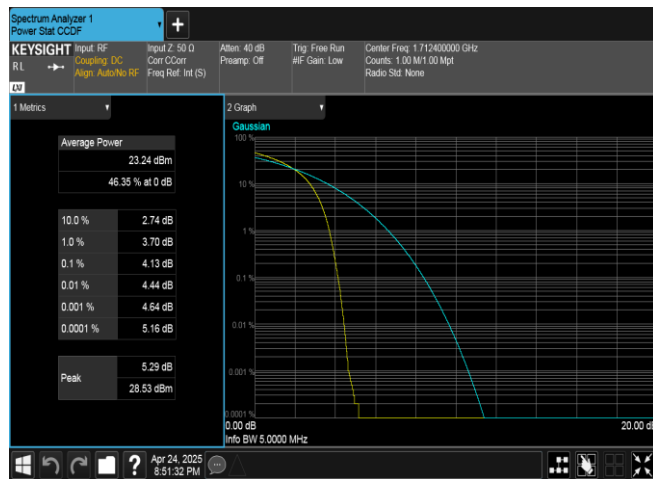 Spectrum Analyzer 1
Power Stat CCDF
+
KEYSIGHT
RL
LXI
Input: RF
Coupling: DC
Align: Auto/No RF
Input Z: 50 Ω
Corr CCorr
Freq Ref: Int (S)
Atten: 40 dB
Preamp: Off
Trig: Free Run
#IF Gain: Low
Center Freq: 1.712400000 GHz
Counts: 1.00 M/1.00 Mpt
Radio Std: None
1 Metrics
Average Power
23.24 dBm
46.35 % at 0 dB
10.0 % 2.74 dB
1.0 % 3.70 dB
0.1 % 4.13 dB
0.01 % 4.44 dB
0.001 % 4.64 dB
0.0001 % 5.16 dB
Peak
5.29 dB
28.53 dBm
2 Graph
Gaussian
100 %
10 %
1 %
0.1 %
0.01 %
0.001 %
0.0001 %
0.00 dB 20.00 d
Info BW 5.0000 MHz
?
Apr 24, 2025
8:51:32 PM